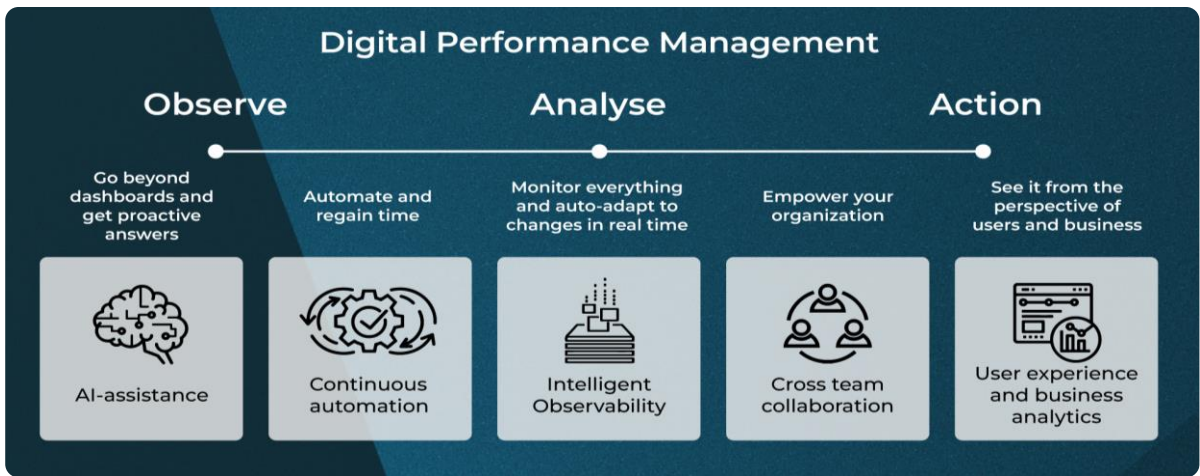 Digital Performance Management
Observe
Analyse
Action
Go beyond
dashboards and
get proactive
answers
Automate and
regain time
Monitor everything
and auto-adapt to
changes in real time
Empower your
organization
See it from the
perspective of
users and business
AI-assistance
Continuous
automation
Intelligent
Observability
Cross team
collaboration
User experience
and business
analytics